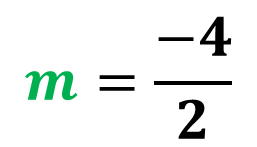 m = −4/2